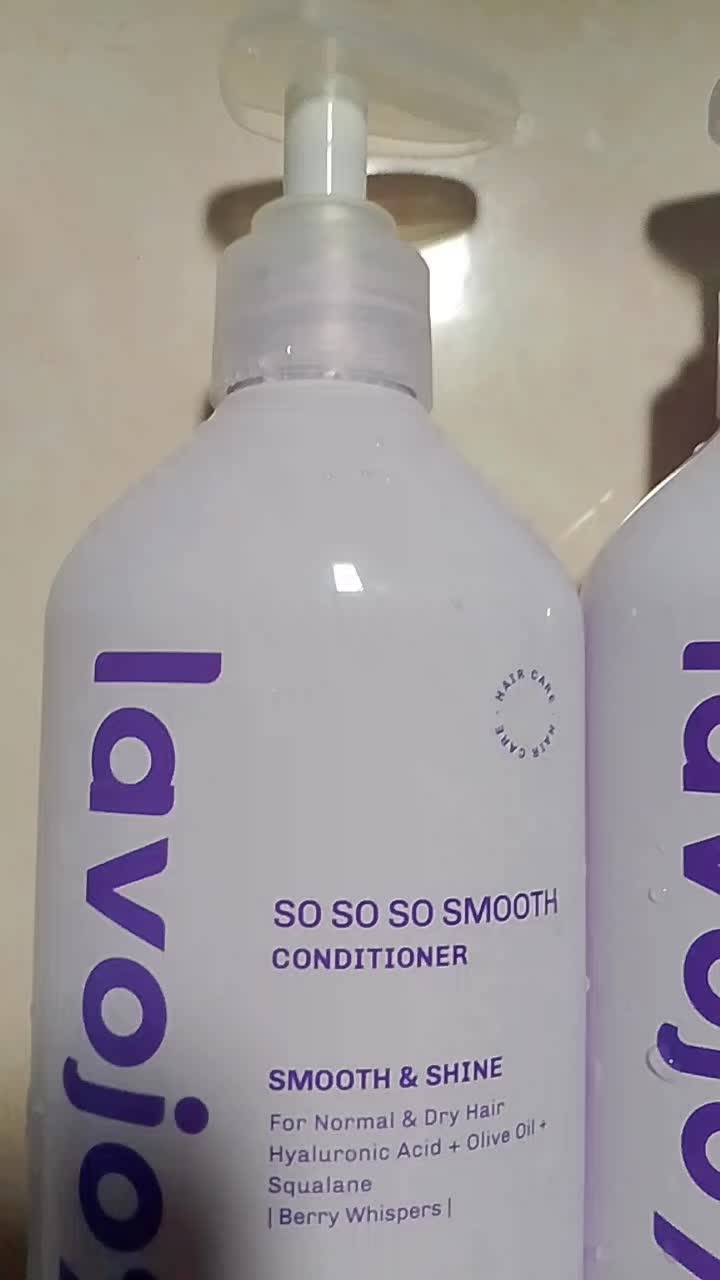 lavojoy
HAIR CARE · HAIR CARE ·
SO SO SO SMOOTH
CONDITIONER
SMOOTH & SHINE
For Normal & Dry Hair
Hyaluronic Acid + Olive Oil +
Squalane
| Berry Whispers |
lavojoy